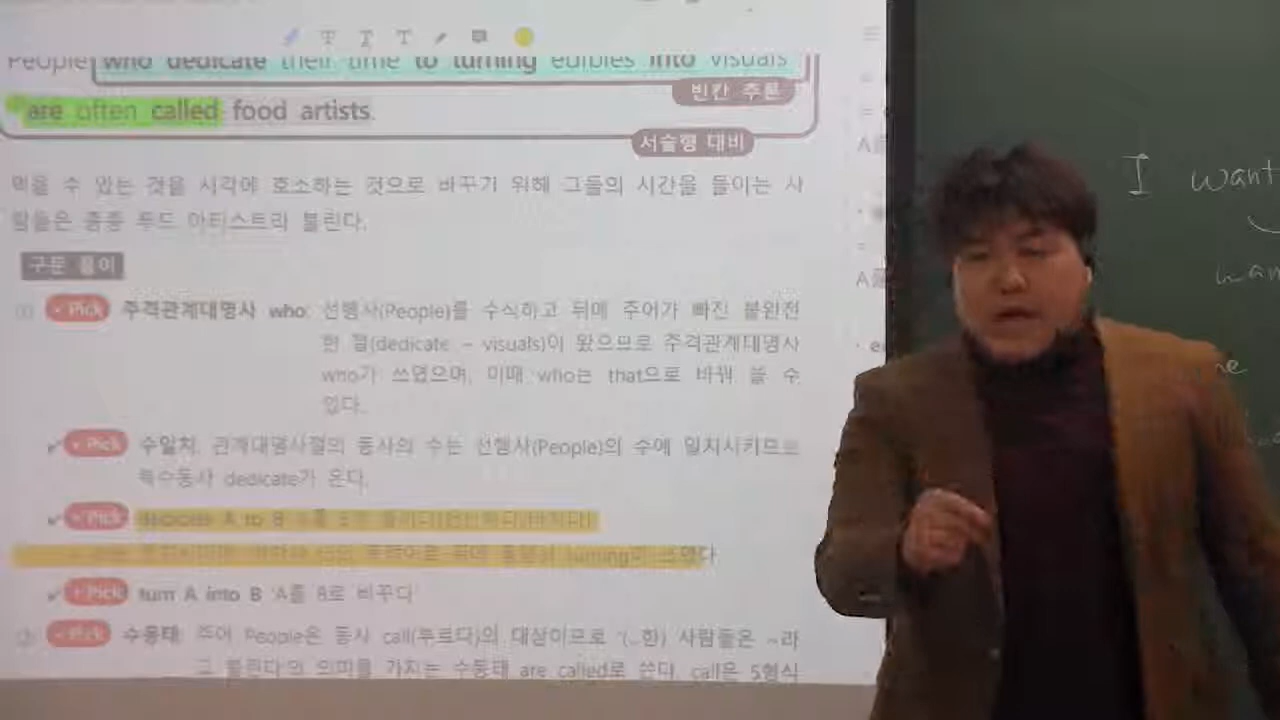 People who dedicate their time to turning edibles into visuals
빈칸 추론
are often called food artists.
서술형 대비
먹을 수 있는 것을 시각에 호소하는 것으로 바꾸기 위해 그들의 시간을 들이는 사
람들은 종종 푸드 아티스트라 불린다.
구문 풀이
(1) Pick 주격관계대명사 who: 선행사(People)를 수식하고 뒤에 주어가 빠진 불완전
한 절(dedicate ~ visuals)이 왔으므로 주격관계대명사
who가 쓰였으며, 이때 who는 that으로 바꿔 쓸 수
있다.
✔ Pick 수일치: 관계대명사절의 동사의 수는 선행사(People)의 수에 일치시키므로
복수동사 dedicate가 온다.
✔ Pick dedicate A to B
turning이 쓰였다
✔ Pick turn A into B 'A를 B로 바꾸다'
(2) Pick 수동태: 주어 People은 동사 call(부르다)의 대상이므로 '(…한) 사람들은 ~라
그 불린다'의 의미를 가지는 수동태 are called로 쓴다. call은 5형식
I want